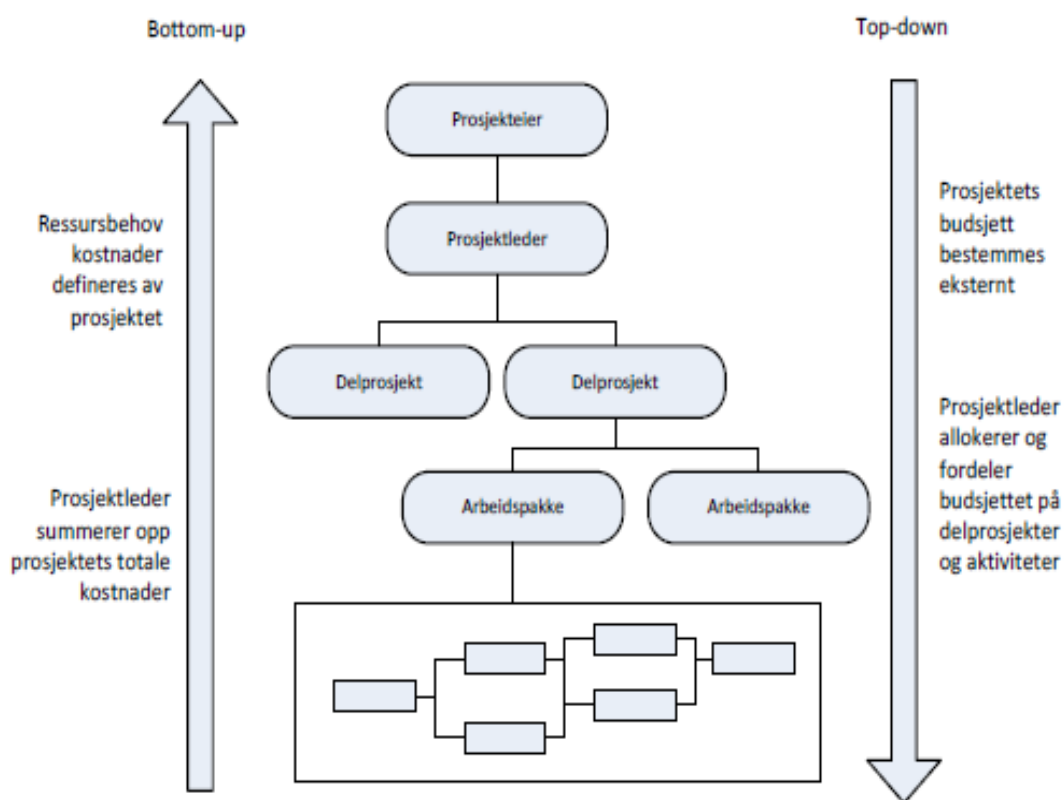 Bottom-up
Top-down
Prosjekteier
Ressursbehov
kostnader
defineres av
prosjektet
Prosjektleder
Prosjektets
budsjett
bestemmes
eksternt
Delprosjekt
Delprosjekt
Prosjektleder
summerer opp
prosjektets totale
kostnader
Arbeidspakke
Arbeidspakke
Prosjektleder
allokerer og
fordeler
budsjettet på
delprosjekter
og aktiviteter